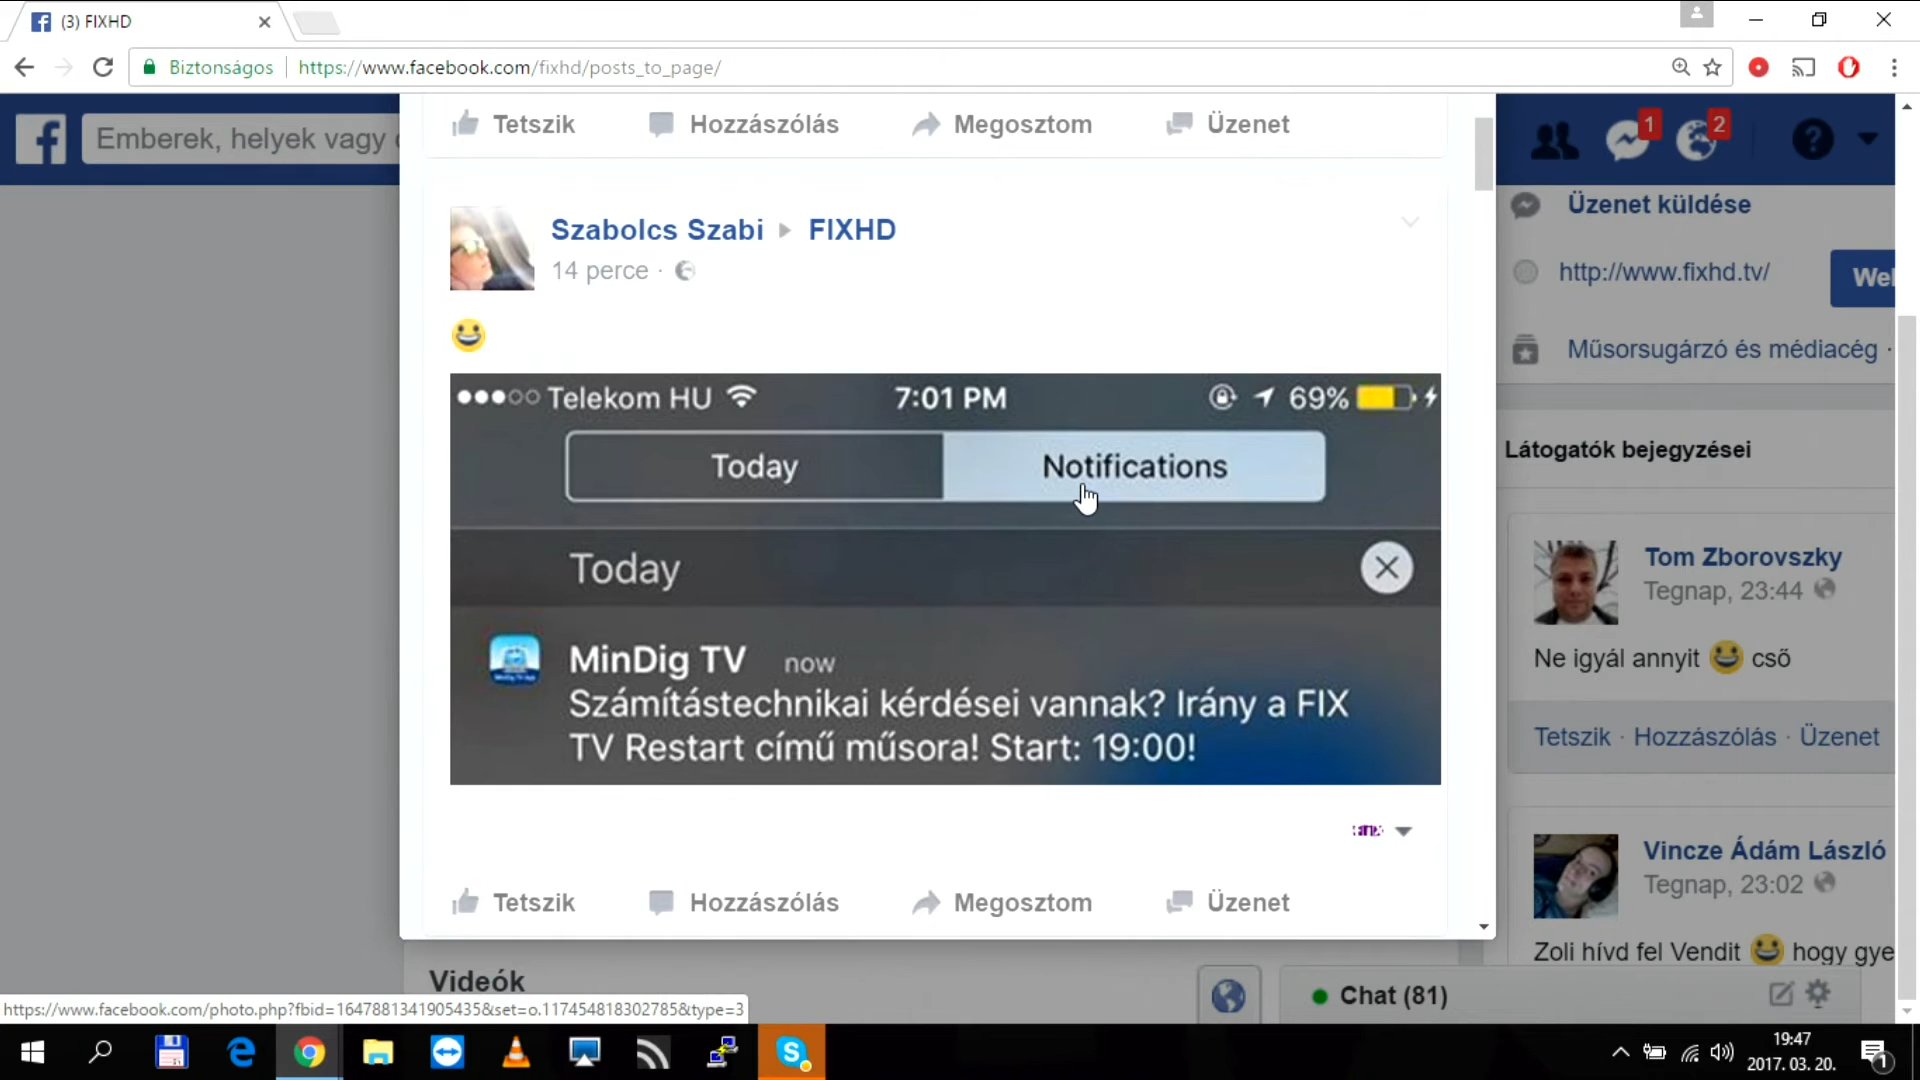 (3) FIXHD
Biztonságos
https://www.facebook.com/fixhd/posts_to_page/
Emberek, helyek vagy
1
2
Tetszik Hozzászólás Megosztom Üzenet
Üzenet küldése
http://www.fixhd.tv/
Műsorsugárzó és médiacég ·
Szabolcs Szabi FIXHD
14 perce ·
Telekom HU 7:01 PM 69%
Today Notifications
Today
MinDig TV now
Számítástechnikai kérdései vannak? Irány a FIX
TV Restart című műsora! Start: 19:00!
Tetszik Hozzászólás Megosztom Üzenet
Látogatók bejegyzései
Tom Zborovszky
Tegnap, 23:44
Ne igyál annyit cső
Tetszik · Hozzászólás · Üzenet
Vincze Ádám László
Tegnap, 23:02
Zoli hívd fel Vendit hogy gye
Videók
Chat (81)
https://www.facebook.com/photo.php?fbid=1647881341905435&set=o.117454818302785&type=3
19:47
2017. 03. 20.
1